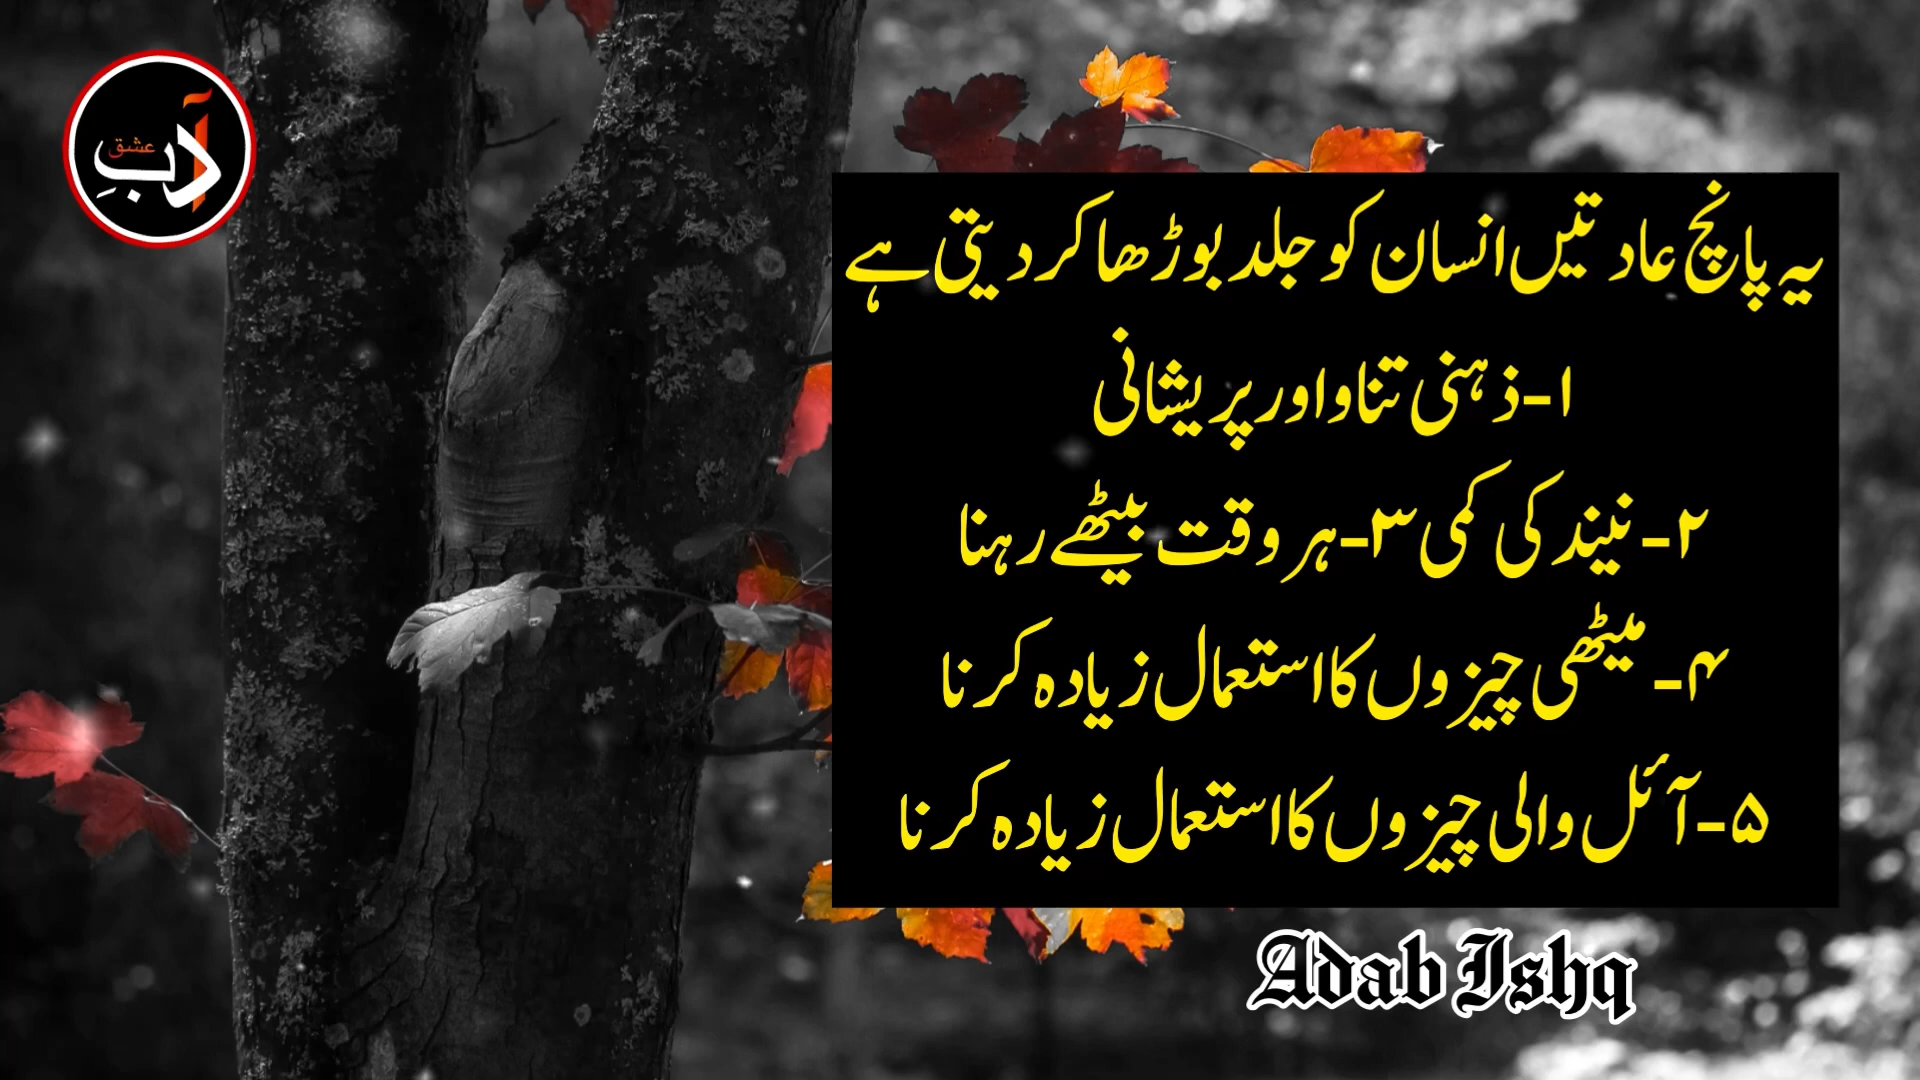 ادبِ
عشق
یہ پانچ عادتیں انسان کو جلد بوڑھا کر دیتی ہے
۱-ذہنی تناو اور پریشانی
۲-نیند کی کمی ۳-ہر وقت بیٹھے رہنا
۴-میٹھی چیزوں کا استعمال زیادہ کرنا
۵-آئل والی چیزوں کا استعمال زیادہ کرنا
Adab Ishq